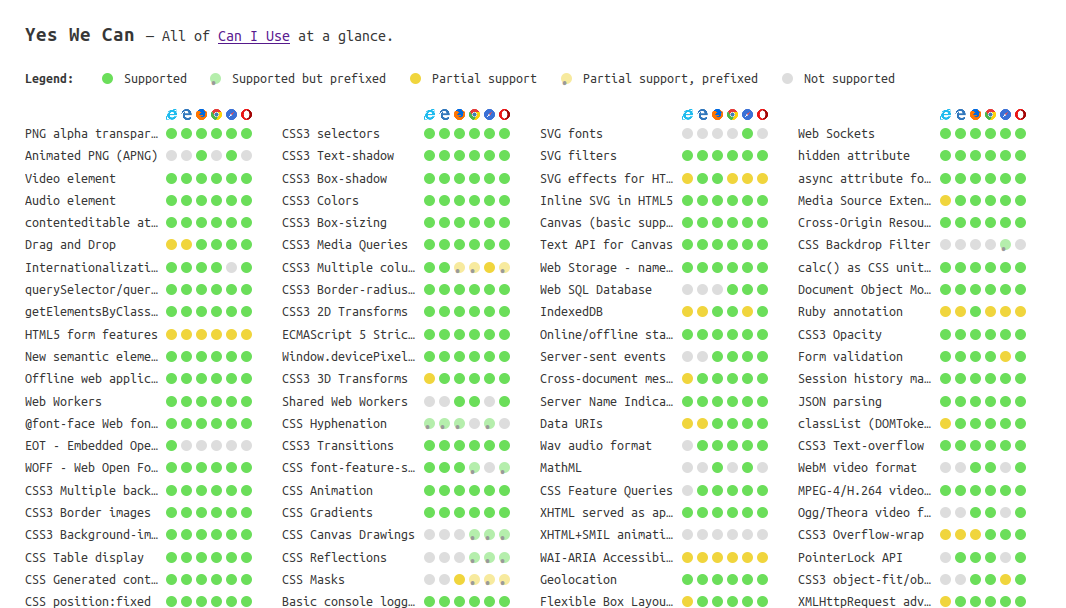 Yes We Can — All of Can I Use at a glance.
Legend: Supported Supported but prefixed Partial support Partial support, prefixed Not supported
PNG alpha transpar…
Animated PNG (APNG)
Video element
Audio element
contenteditable at…
Drag and Drop
Internationalizati…
querySelector/quer…
getElementsByClass…
HTML5 form features
New semantic eleme…
Offline web applic…
Web Workers
@font-face Web fon…
EOT - Embedded Ope…
WOFF - Web Open Fo…
CSS3 Multiple back…
CSS3 Border images
CSS3 Background-im…
CSS Table display
CSS Generated cont…
CSS position:fixed
CSS3 selectors
CSS3 Text-shadow
CSS3 Box-shadow
CSS3 Colors
CSS3 Box-sizing
CSS3 Media Queries
CSS3 Multiple colu…
CSS3 Border-radius…
CSS3 2D Transforms
ECMAScript 5 Stric…
Window.devicePixel…
CSS3 3D Transforms
Shared Web Workers
CSS Hyphenation
CSS3 Transitions
CSS font-feature-s…
CSS Animation
CSS Gradients
CSS Canvas Drawings
CSS Reflections
CSS Masks
Basic console logg…
SVG fonts
SVG filters
SVG effects for HT…
Inline SVG in HTML5
Canvas (basic supp…
Text API for Canvas
Web Storage - name…
Web SQL Database
IndexedDB
Online/offline sta…
Server-sent events
Cross-document mes…
Server Name Indica…
Data URIs
Wav audio format
MathML
CSS Feature Queries
XHTML served as ap…
XHTML+SMIL animati…
WAI-ARIA Accessibi…
Geolocation
Flexible Box Layou…
Web Sockets
hidden attribute
async attribute fo…
Media Source Exten…
Cross-Origin Resou…
CSS Backdrop Filter
calc() as CSS unit…
Document Object Mo…
Ruby annotation
CSS3 Opacity
Form validation
Session history ma…
JSON parsing
classList (DOMToke…
CSS3 Text-overflow
WebM video format
MPEG-4/H.264 video…
Ogg/Theora video f…
CSS3 Overflow-wrap
PointerLock API
CSS3 object-fit/ob…
XMLHttpRequest adv…